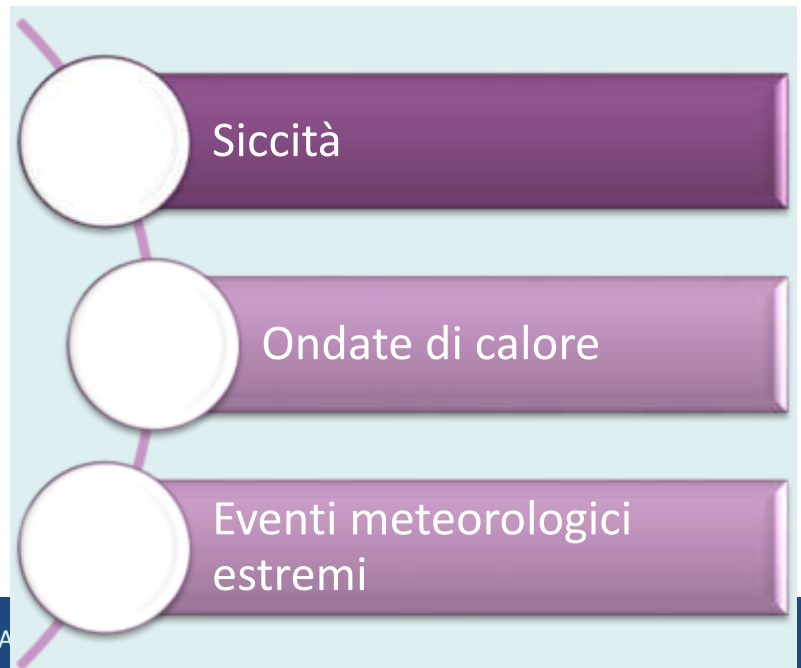 Siccità
Ondate di calore
Eventi meteorologici
estremi
A